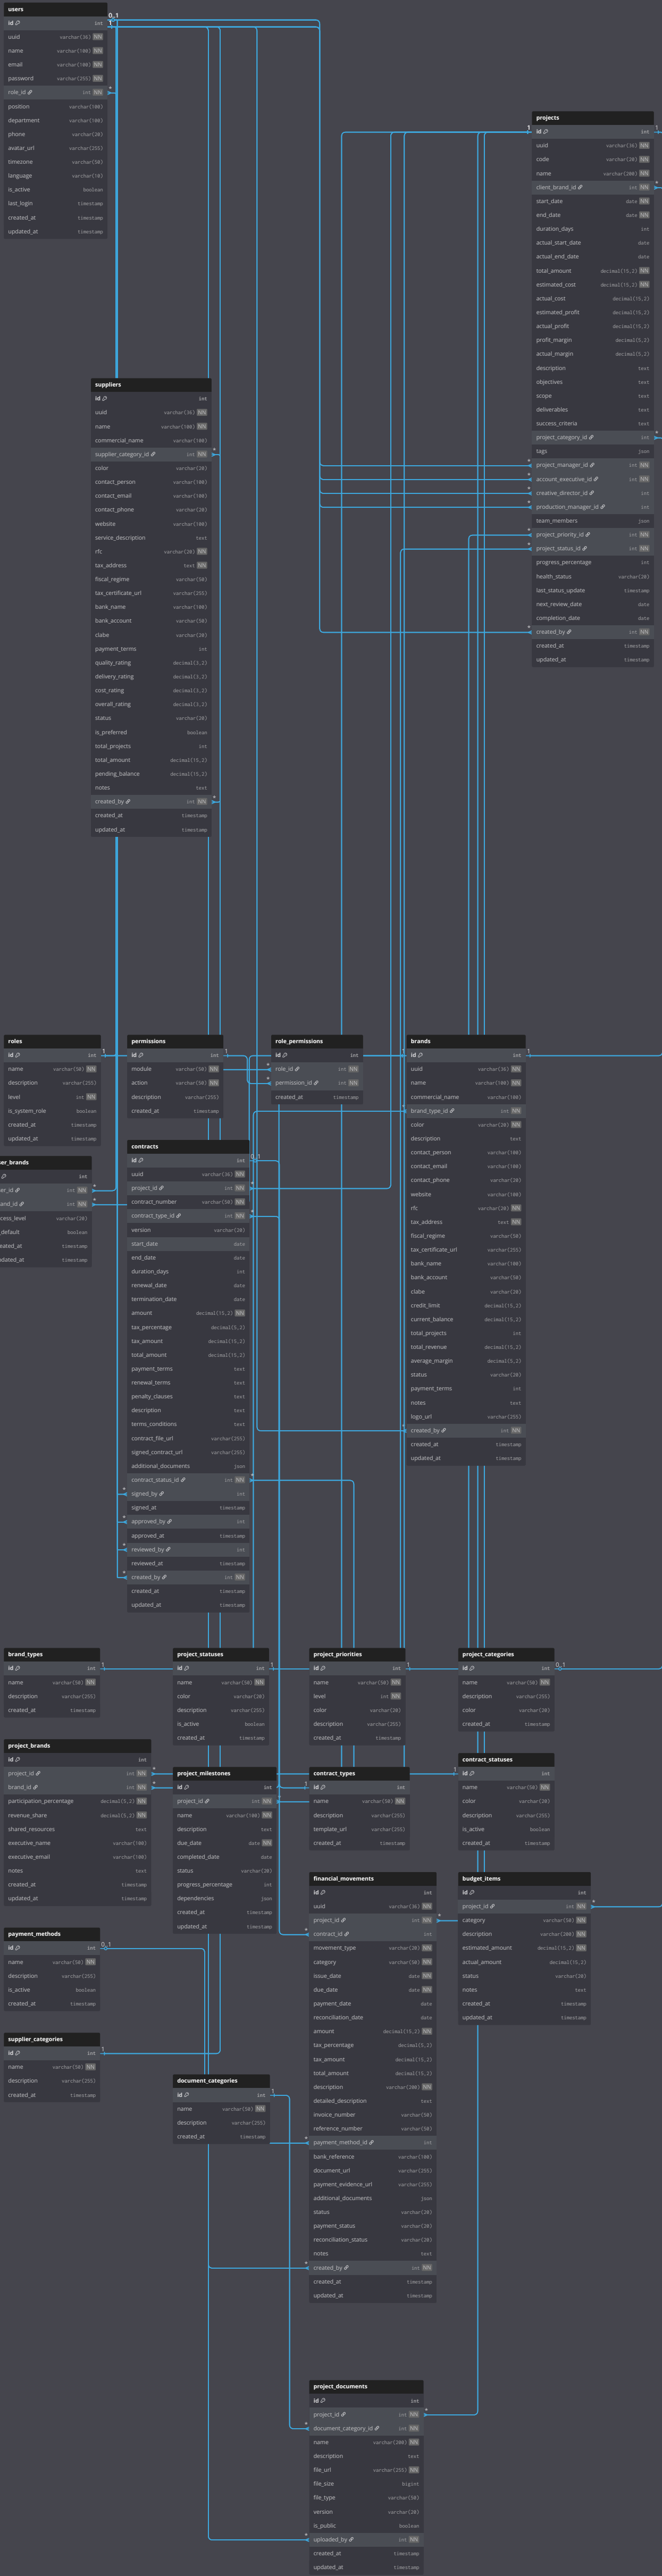 users
0..1
id int
1
uuid varchar(36) NN
name varchar(100) NN
email varchar(100) NN
password varchar(255) NN
role_id int NN
*
position varchar(100)
department varchar(100)
phone varchar(20)
avatar_url varchar(255)
timezone varchar(50)
language varchar(10)
is_active boolean
last_login timestamp
created_at timestamp
updated_at timestamp
projects
1 id int 1
uuid varchar(36) NN
code varchar(20) NN
name varchar(200) NN
client_brand_id int NN *
start_date date NN
end_date date NN
duration_days int
actual_start_date date
actual_end_date date
total_amount decimal(15,2) NN
estimated_cost decimal(15,2) NN
actual_cost decimal(15,2)
estimated_profit decimal(15,2)
actual_profit decimal(15,2)
profit_margin decimal(5,2)
actual_margin decimal(5,2)
description text
objectives text
scope text
deliverables text
success_criteria text
project_category_id int *
tags json
* project_manager_id int NN
* account_executive_id int NN
* creative_director_id int
* production_manager_id int
team_members json
* project_priority_id int NN
* project_status_id int NN
progress_percentage int
health_status varchar(20)
last_status_update timestamp
next_review_date date
completion_date date
* created_by int NN
created_at timestamp
updated_at timestamp
suppliers
id int
uuid varchar(36) NN
name varchar(100) NN
commercial_name varchar(100)
supplier_category_id int NN *
color varchar(20)
contact_person varchar(100)
contact_email varchar(100)
contact_phone varchar(20)
website varchar(100)
service_description text
rfc varchar(20) NN
tax_address text NN
fiscal_regime varchar(50)
tax_certificate_url varchar(255)
bank_name varchar(100)
bank_account varchar(50)
clabe varchar(20)
payment_terms int
quality_rating decimal(3,2)
delivery_rating decimal(3,2)
cost_rating decimal(3,2)
overall_rating decimal(3,2)
status varchar(20)
is_preferred boolean
total_projects int
total_amount decimal(15,2)
pending_balance decimal(15,2)
notes text
created_by int NN *
created_at timestamp
updated_at timestamp
roles
id int 1
name varchar(50) NN
description varchar(255)
level int NN
is_system_role boolean
created_at timestamp
updated_at timestamp
permissions
id int 1
module varchar(50) NN
action varchar(50) NN
description varchar(255)
created_at timestamp
role_permissions
id int
* role_id int NN
* permission_id int NN
created_at timestamp
brands
id int 1
uuid varchar(36) NN
name varchar(100) NN
commercial_name varchar(100)
brand_type_id int NN
color varchar(20) NN
description text
contact_person varchar(100)
contact_email varchar(100)
contact_phone varchar(20)
website varchar(100)
rfc varchar(20) NN
tax_address text NN
fiscal_regime varchar(50)
tax_certificate_url varchar(255)
bank_name varchar(100)
bank_account varchar(50)
clabe varchar(20)
credit_limit decimal(15,2)
current_balance decimal(15,2)
total_projects int
total_revenue decimal(15,2)
average_margin decimal(5,2)
status varchar(20)
payment_terms int
notes text
logo_url varchar(255)
created_by int NN
created_at timestamp
updated_at timestamp
er_brands
int
er_id int NN *
and_id int NN *
cess_level varchar(20)
default boolean
eated_at timestamp
dated_at timestamp
contracts
id int 0..1
uuid varchar(36) NN
project_id int NN *
contract_number varchar(50) NN
contract_type_id int NN *
version varchar(20)
start_date date
end_date date
duration_days int
renewal_date date
termination_date date
amount decimal(15,2) NN
tax_percentage decimal(5,2)
tax_amount decimal(15,2)
total_amount decimal(15,2)
payment_terms text
renewal_terms text
penalty_clauses text
description text
terms_conditions text
contract_file_url varchar(255)
signed_contract_url varchar(255)
additional_documents json
contract_status_id int NN *
* signed_by int
signed_at timestamp
* approved_by int
approved_at timestamp
* reviewed_by int
reviewed_at timestamp
* created_by int NN
created_at timestamp
updated_at timestamp
brand_types
id int 1
name varchar(50) NN
description varchar(255)
created_at timestamp
project_statuses
id int 1
name varchar(50) NN
color varchar(20)
description varchar(255)
is_active boolean
created_at timestamp
project_priorities
id int 1
name varchar(50) NN
level int NN
color varchar(20)
description varchar(255)
created_at timestamp
project_categories
id int 0..1
name varchar(50) NN
description varchar(255)
color varchar(20)
created_at timestamp
project_brands
id int
project_id int NN *
brand_id int NN *
participation_percentage decimal(5,2) NN
revenue_share decimal(5,2) NN
shared_resources text
executive_name varchar(100)
executive_email varchar(100)
notes text
created_at timestamp
updated_at timestamp
project_milestones
id int
project_id int NN
name varchar(100) NN
description text
due_date date NN
completed_date date
status varchar(20)
progress_percentage int
dependencies json
created_at timestamp
updated_at timestamp
contract_types
1 id int
name varchar(50) NN
description varchar(255)
template_url varchar(255)
created_at timestamp
contract_statuses
1 id int
name varchar(50) NN
color varchar(20)
description varchar(255)
is_active boolean
created_at timestamp
financial_movements
id int
uuid varchar(36) NN
project_id int NN *
* contract_id int
movement_type varchar(20) NN
category varchar(50) NN
issue_date date NN
due_date date NN
payment_date date
reconciliation_date date
amount decimal(15,2) NN
tax_percentage decimal(5,2)
tax_amount decimal(15,2)
total_amount decimal(15,2)
description varchar(200) NN
detailed_description text
invoice_number varchar(50)
reference_number varchar(50)
* payment_method_id int
bank_reference varchar(100)
document_url varchar(255)
payment_evidence_url varchar(255)
additional_documents json
status varchar(20)
payment_status varchar(20)
reconciliation_status varchar(20)
notes text
* created_by int NN
created_at timestamp
updated_at timestamp
budget_items
id int
project_id int NN *
category varchar(50) NN
description varchar(200) NN
estimated_amount decimal(15,2) NN
actual_amount decimal(15,2)
status varchar(20)
notes text
created_at timestamp
updated_at timestamp
payment_methods
id int 0..1
name varchar(50) NN
description varchar(255)
is_active boolean
created_at timestamp
supplier_categories
id int 1
name varchar(50) NN
description varchar(255)
created_at timestamp
document_categories
id int 1
name varchar(50) NN
description varchar(255)
created_at timestamp
project_documents
id int
project_id int NN *
* document_category_id int NN
name varchar(200) NN
description text
file_url varchar(255) NN
file_size bigint
file_type varchar(50)
version varchar(20)
is_public boolean
* uploaded_by int NN
created_at timestamp
updated_at timestamp